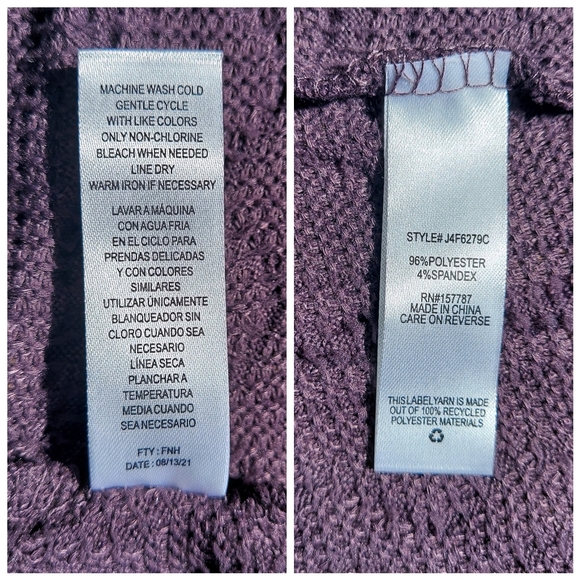 MACHINE WASH COLD
GENTLE CYCLE
WITH LIKE COLORS
ONLY NON-CHLORINE
BLEACH WHEN NEEDED
LINE DRY
WARM IRON IF NECESSARY
LAVAR A MÁQUINA
CON AGUA FRIA
EN EL CICLO PARA
PRENDAS DELICADAS
Y CON COLORES
SIMILARES
UTILIZAR ÚNICAMENTE
BLANQUEADOR SIN
CLORO CUANDO SEA
NECESARIO
LÍNEA SECA
PLANCHAR A
TEMPERATURA
MEDIA CUANDO
SEA NECESARIO
FTY : FNH
DATE : 08/13/21
STYLE# J4F6279C
96%POLYESTER
4%SPANDEX
RN#157787
MADE IN CHINA
CARE ON REVERSE
THIS LABEL YARN IS MADE
OUT OF 100% RECYCLED
POLYESTER MATERIALS